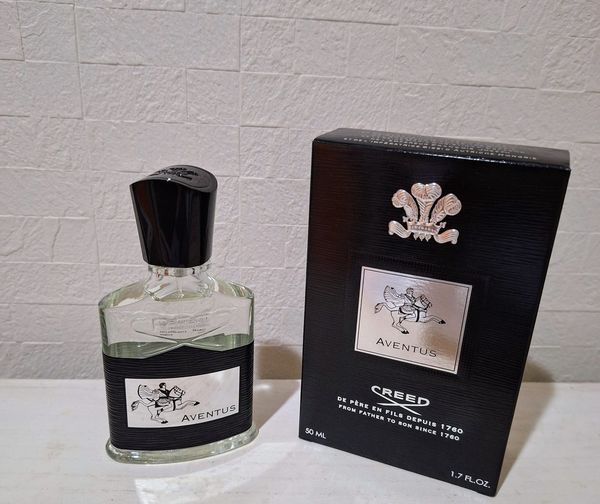 AVENTUS
AVENTUS
CREED
DE PÈRE EN FILS DEPUIS 1760
FROM FATHER TO SON SINCE 1760
50 ML
1.7 FL.OZ.